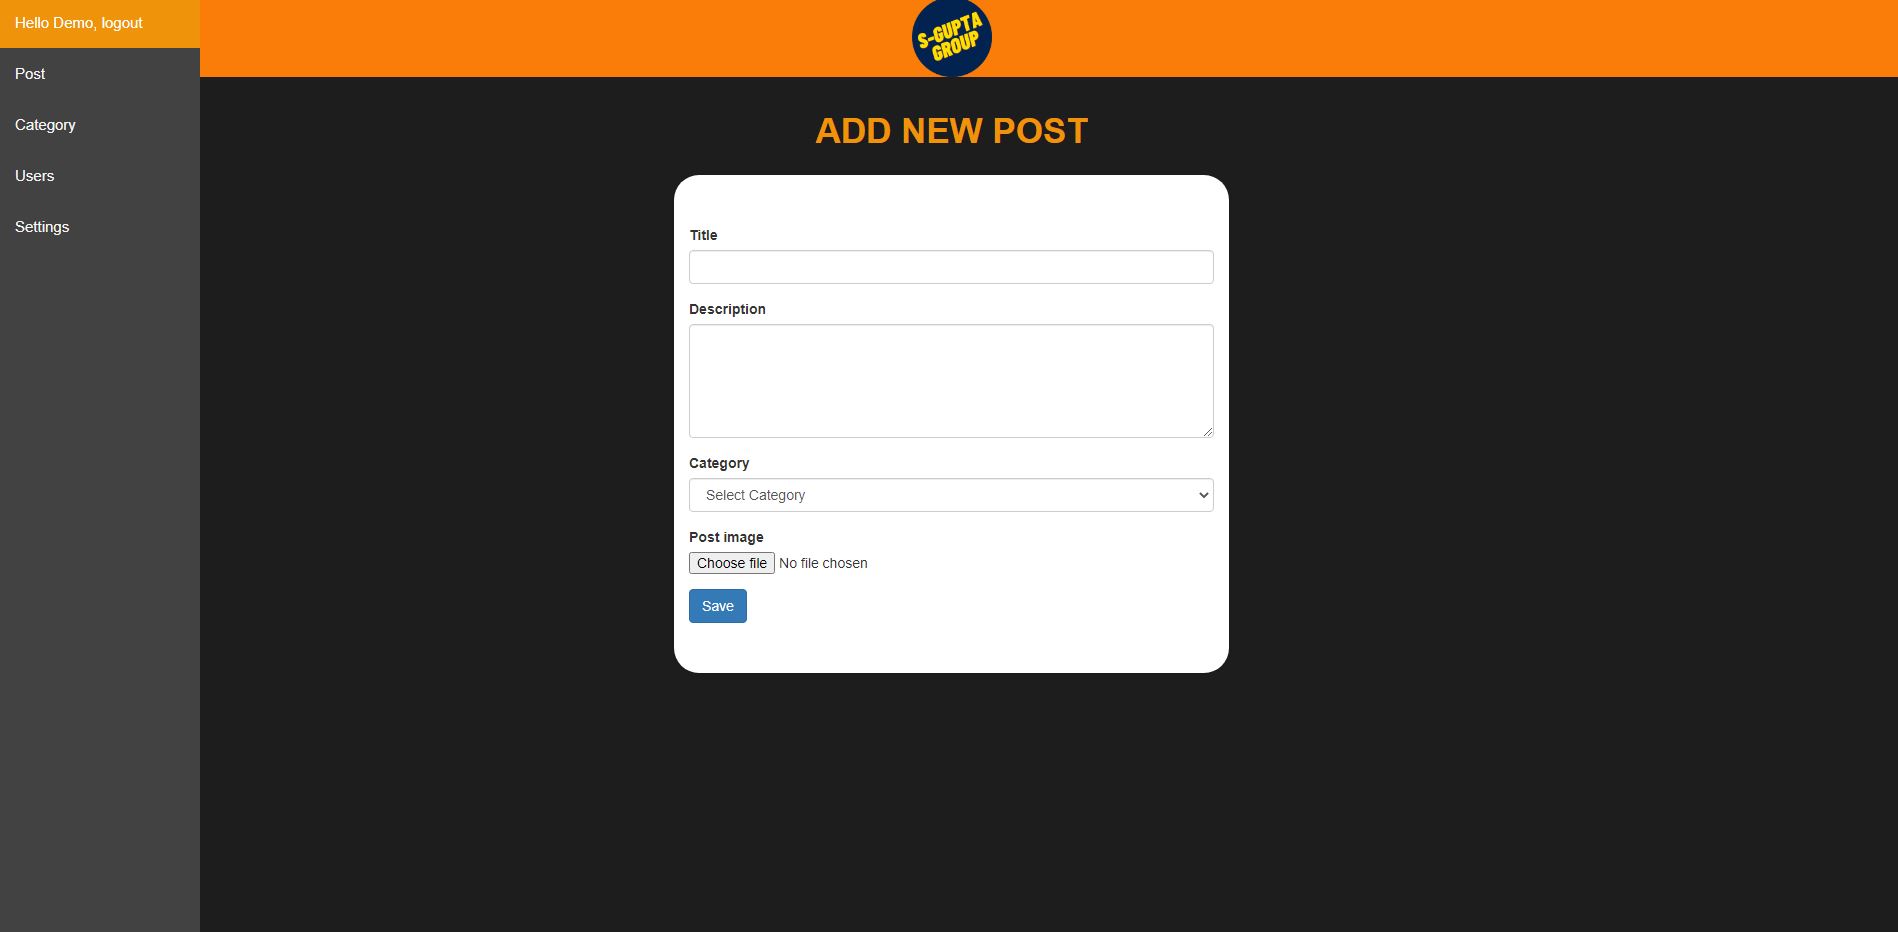 Hello Demo, logout
Post
Category
Users
Settings
S-GUPTA
GROUP
ADD NEW POST
Title
Description
Category
Select Category
Post image
Choose file No file chosen
Save